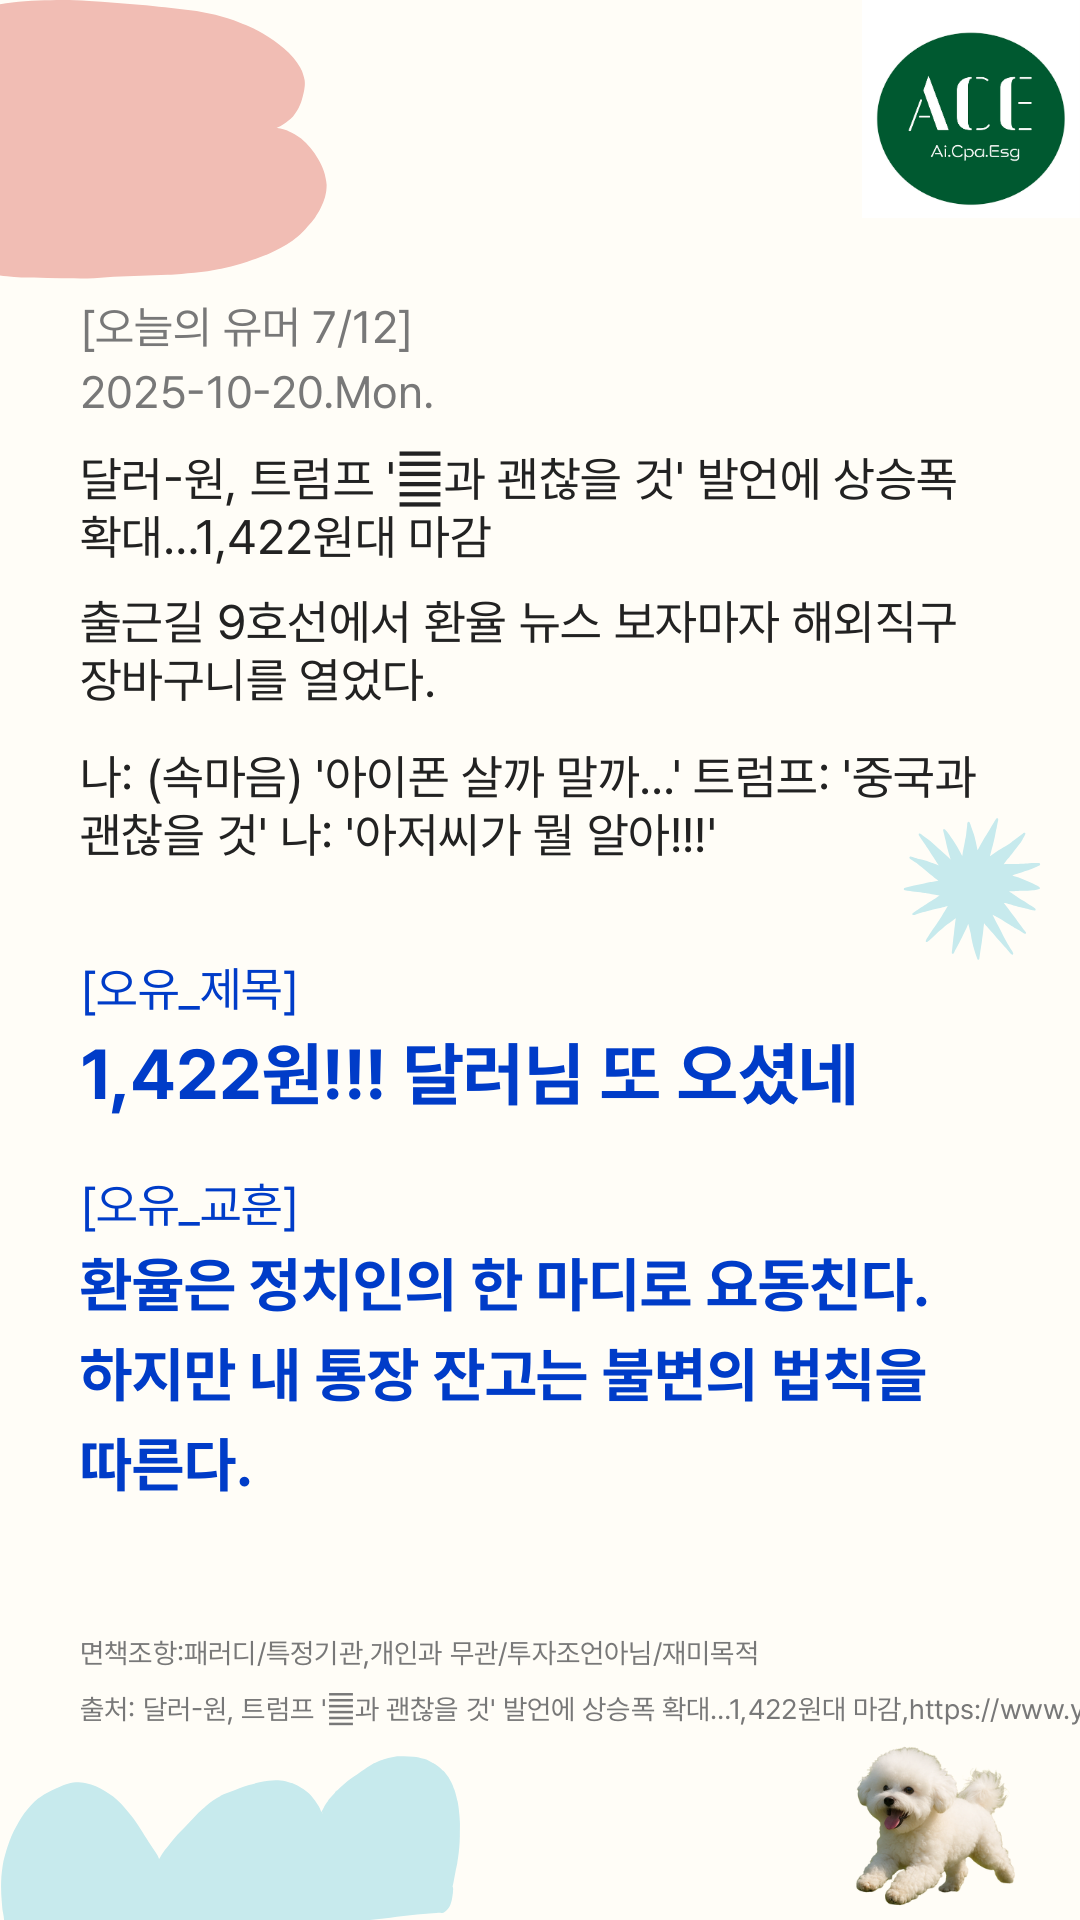 ACE
Ai.Cpa.Esg
[오늘의 유머 7/12]
2025-10-20.Mon.
달러-원, 트럼프 '과 괜찮을 것' 발언에 상승폭
확대...1,422원대 마감
출근길 9호선에서 환율 뉴스 보자마자 해외직구
장바구니를 열었다.
나: (속마음) '아이폰 살까 말까...' 트럼프: '중국과
괜찮을 것' 나: '아저씨가 뭘 알아!!!'
[오유_제목]
1,422원!!! 달러님 또 오셨네
[오유_교훈]
환율은 정치인의 한 마디로 요동친다.
하지만 내 통장 잔고는 불변의 법칙을
따른다.
면책조항:패러디/특정기관,개인과 무관/투자조언아님/재미목적
출처: 달러-원, 트럼프 '과 괜찮을 것' 발언에 상승폭 확대...1,422원대 마감,https://www.y